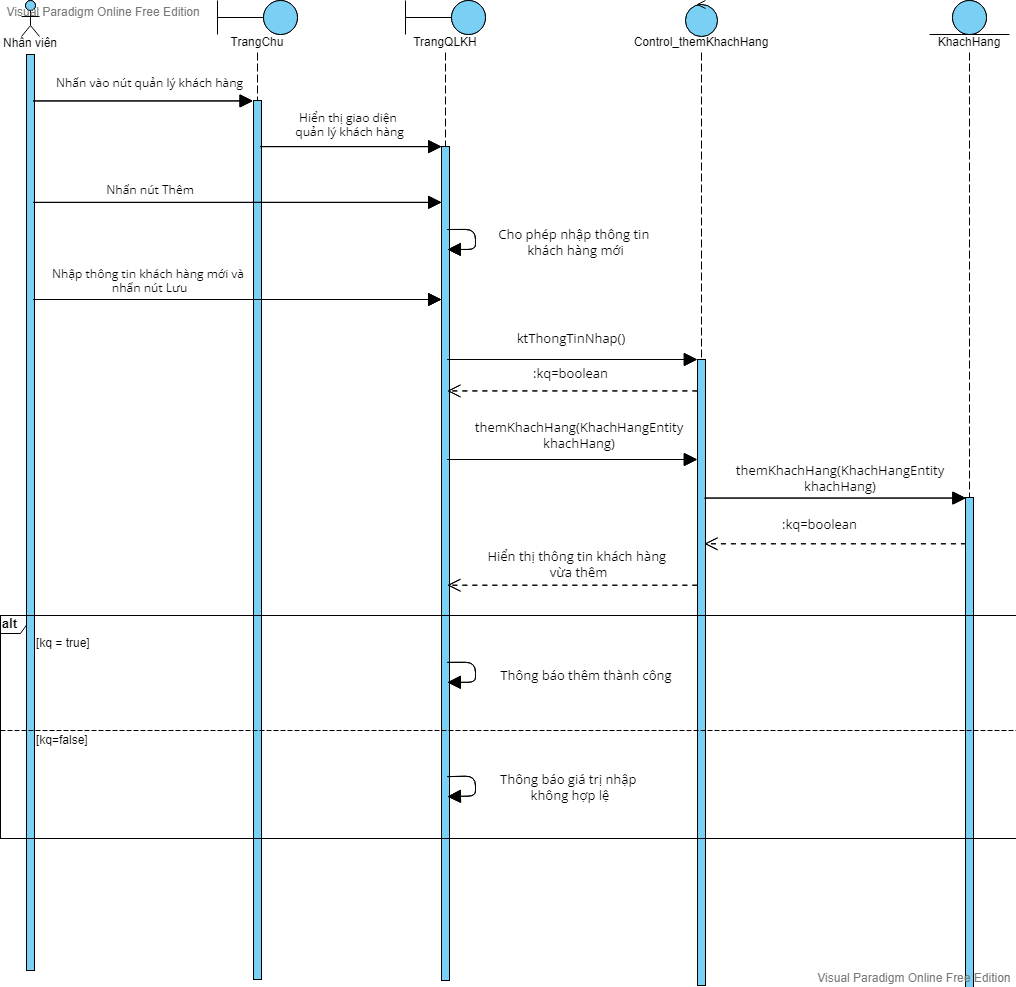 Visual Paradigm Online Free Edition
Nhân viên
TrangChu
TrangQLKH
Control_themKhachHang
KhachHang
Nhấn vào nút quản lý khách hàng
Hiển thị giao diện
quản lý khách hàng
Nhấn nút Thêm
Cho phép nhập thông tin
khách hàng mới
Nhập thông tin khách hàng mới và
nhấn nút Lưu
ktThongTinNhap()
:kq=boolean
themKhachHang(KhachHangEntity
khachHang)
themKhachHang(KhachHangEntity
khachHang)
:kq=boolean
Hiển thị thông tin khách hàng
vừa thêm
alt
[kq = true]
Thông báo thêm thành công
[kq=false]
Thông báo giá trị nhập
không hợp lệ
Visual Paradigm Online Free Edition